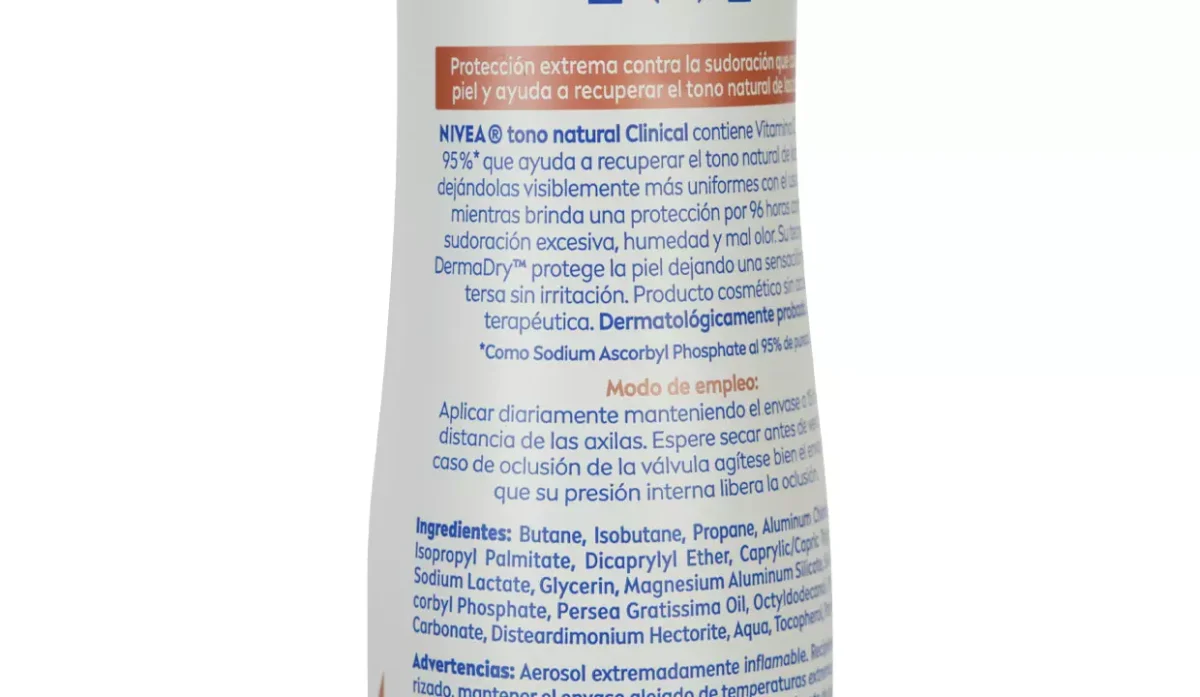 Protección extrema contra la sudoración que
piel y ayuda a recuperar el tono natural de
NIVEA® tono natural Clinical contiene Vitamina
95%* que ayuda a recuperar el tono natural de
dejándolas visiblemente más uniformes con el uso
mientras brinda una protección por 96 horas
sudoración excesiva, humedad y mal olor. Su
DermaDry™ protege la piel dejando una sensación
tersa sin irritación. Producto cosmético sin
terapéutica. Dermatológicamente probado
*Como Sodium Ascorbyl Phosphate al 95% de
Modo de empleo:
Aplicar diariamente manteniendo el envase a
distancia de las axilas. Espere secar antes de
caso de oclusión de la válvula agítese bien el
que su presión interna libera la oclusión.
Ingredientes: Butane, Isobutane, Propane, Aluminum
Isopropyl Palmitate, Dicaprylyl Ether, Caprylic/Capric
Sodium Lactate, Glycerin, Magnesium Aluminum Silicate,
corbyl Phosphate, Persea Gratissima Oil,
Carbonate, Disteardimonium Hectorite, Aqua, Tocopherol,
Advertencias: Aerosol extremadamente inflamable.
rizado, mantener el envase alejado de temperaturas